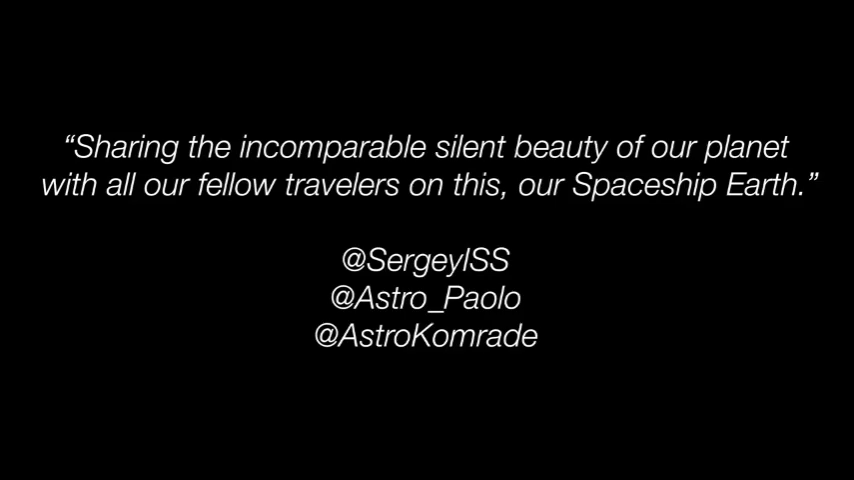 “Sharing the incomparable silent beauty of our planet
with all our fellow travelers on this, our Spaceship Earth.”
@SergeyISS
@Astro_Paolo
@AstroKomrade